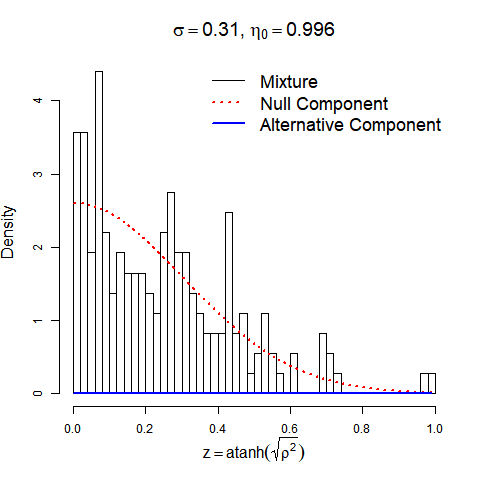 σ = 0.31, η₀ = 0.996
Mixture
Null Component
Alternative Component
Density
4
3
2
1
0
0.0 0.2 0.4 0.6 0.8 1.0
z = atanh(√ρ²)